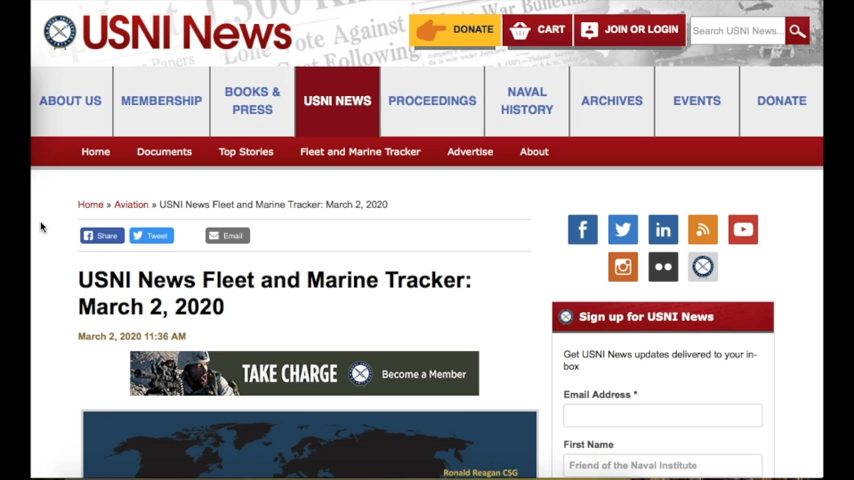 USNI News
DONATE
CART
JOIN OR LOGIN
Search USNI News...
ABOUT US
MEMBERSHIP
BOOKS &
PRESS
USNI NEWS
PROCEEDINGS
NAVAL
HISTORY
ARCHIVES
EVENTS
DONATE
Home
Documents
Top Stories
Fleet and Marine Tracker
Advertise
About
Home » Aviation » USNI News Fleet and Marine Tracker: March 2, 2020
Share
Tweet
Email
USNI News Fleet and Marine Tracker:
March 2, 2020
March 2, 2020 11:36 AM
TAKE CHARGE
Become a Member
Ronald Reagan CSG
Sign up for USNI News
Get USNI News updates delivered to your in-
box
Email Address *
First Name
Friend of the Naval Institute